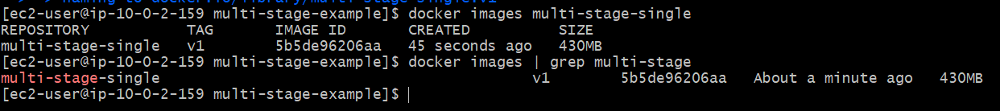 [ec2-user@ip-10-0-2-159 multi-stage-example]$ docker images multi-stage-single
REPOSITORY TAG IMAGE ID CREATED SIZE
multi-stage-single v1 5b5de96206aa 45 seconds ago 430MB
[ec2-user@ip-10-0-2-159 multi-stage-example]$ docker images | grep multi-stage
multi-stage-single v1 5b5de96206aa About a minute ago 430MB
[ec2-user@ip-10-0-2-159 multi-stage-example]$